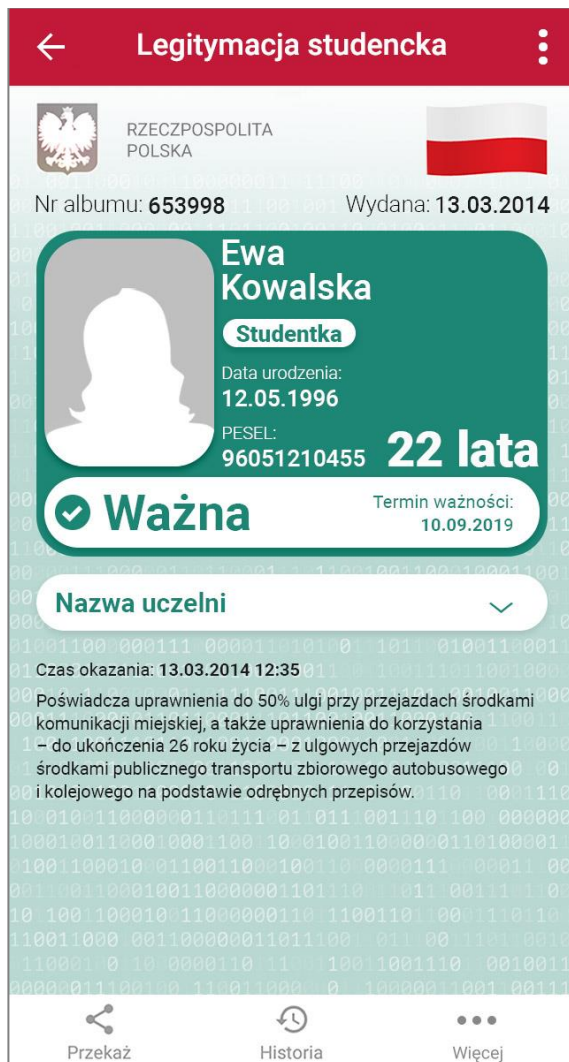 Legitymacja studencka
RZECZPOSPOLITA
POLSKA
Nr albumu: 653998
Wydana: 13.03.2014
Ewa
Kowalska
Studentka
Data urodzenia:
12.05.1996
PESEL:
96051210455
22 lata
Ważna
Termin ważności:
10.09.2019
Nazwa uczelni
Czas okazania: 13.03.2014 12:35
Poświadcza uprawnienia do 50% ulgi przy przejazdach środkami
komunikacji miejskiej, a także uprawnienia do korzystania
– do ukończenia 26 roku życia – z ulgowych przejazdów
środkami publicznego transportu zbiorowego autobusowego
i kolejowego na podstawie odrębnych przepisów.
Przekaż
Historia
Więcej